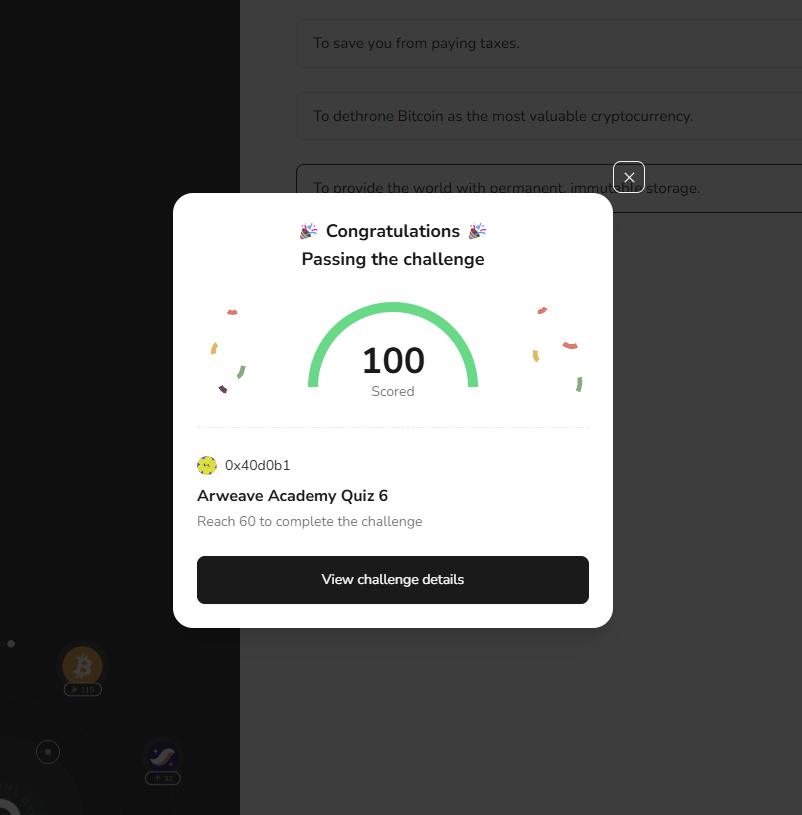 To save you from paying taxes.
To dethrone Bitcoin as the most valuable cryptocurrency.
To provide the world with permanent, immutable storage.
Congratulations
Passing the challenge
100
Scored
0x40d0b1
Arweave Academy Quiz 6
Reach 60 to complete the challenge
View challenge details
115
32